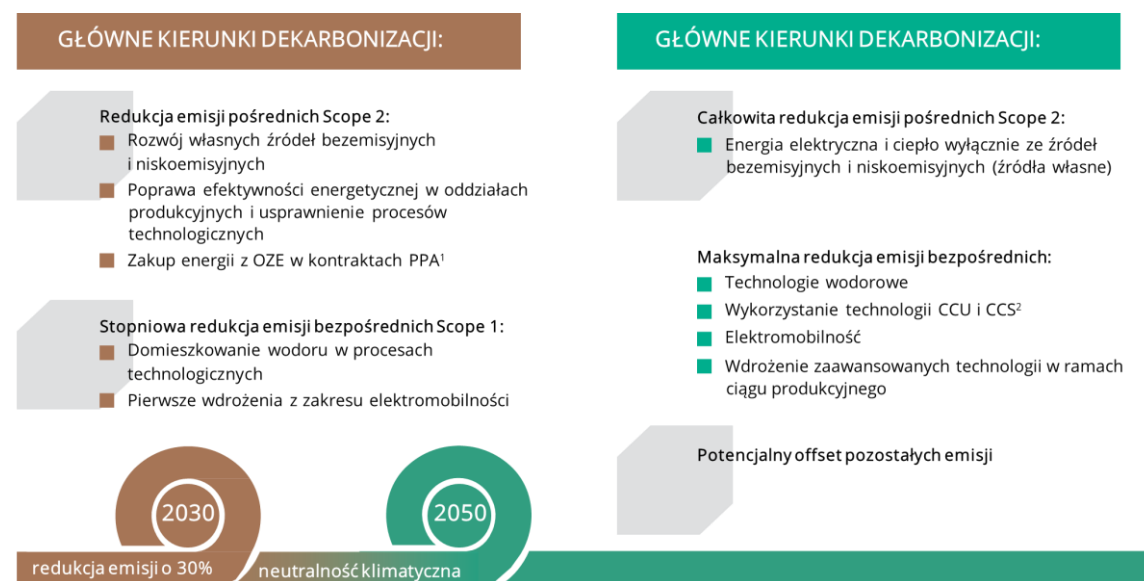 GŁÓWNE KIERUNKI DEKARBONIZACJI:
Redukcja emisji pośrednich Scope 2:
Rozwój własnych źródeł bezemisyjnych
i niskoemisyjnych
Poprawa efektywności energetycznej w oddziałach
produkcyjnych i usprawnienie procesów
technologicznych
Zakup energii z OZE w kontraktach PPA¹
Stopniowa redukcja emisji bezpośrednich Scope 1:
Domieszkowanie wodoru w procesach
technologicznych
Pierwsze wdrożenia z zakresu elektromobilności
2030
redukcja emisji o 30%
2050
neutralność klimatyczna
GŁÓWNE KIERUNKI DEKARBONIZACJI:
Całkowita redukcja emisji pośrednich Scope 2:
Energia elektryczna i ciepło wyłącznie ze źródeł
bezemisyjnych i niskoemisyjnych (źródła własne)
Maksymalna redukcja emisji bezpośrednich:
Technologie wodorowe
Wykorzystanie technologii CCU i CCS²
Elektromobilność
Wdrożenie zaawansowanych technologii w ramach
ciągu produkcyjnego
Potencjalny offset pozostałych emisji